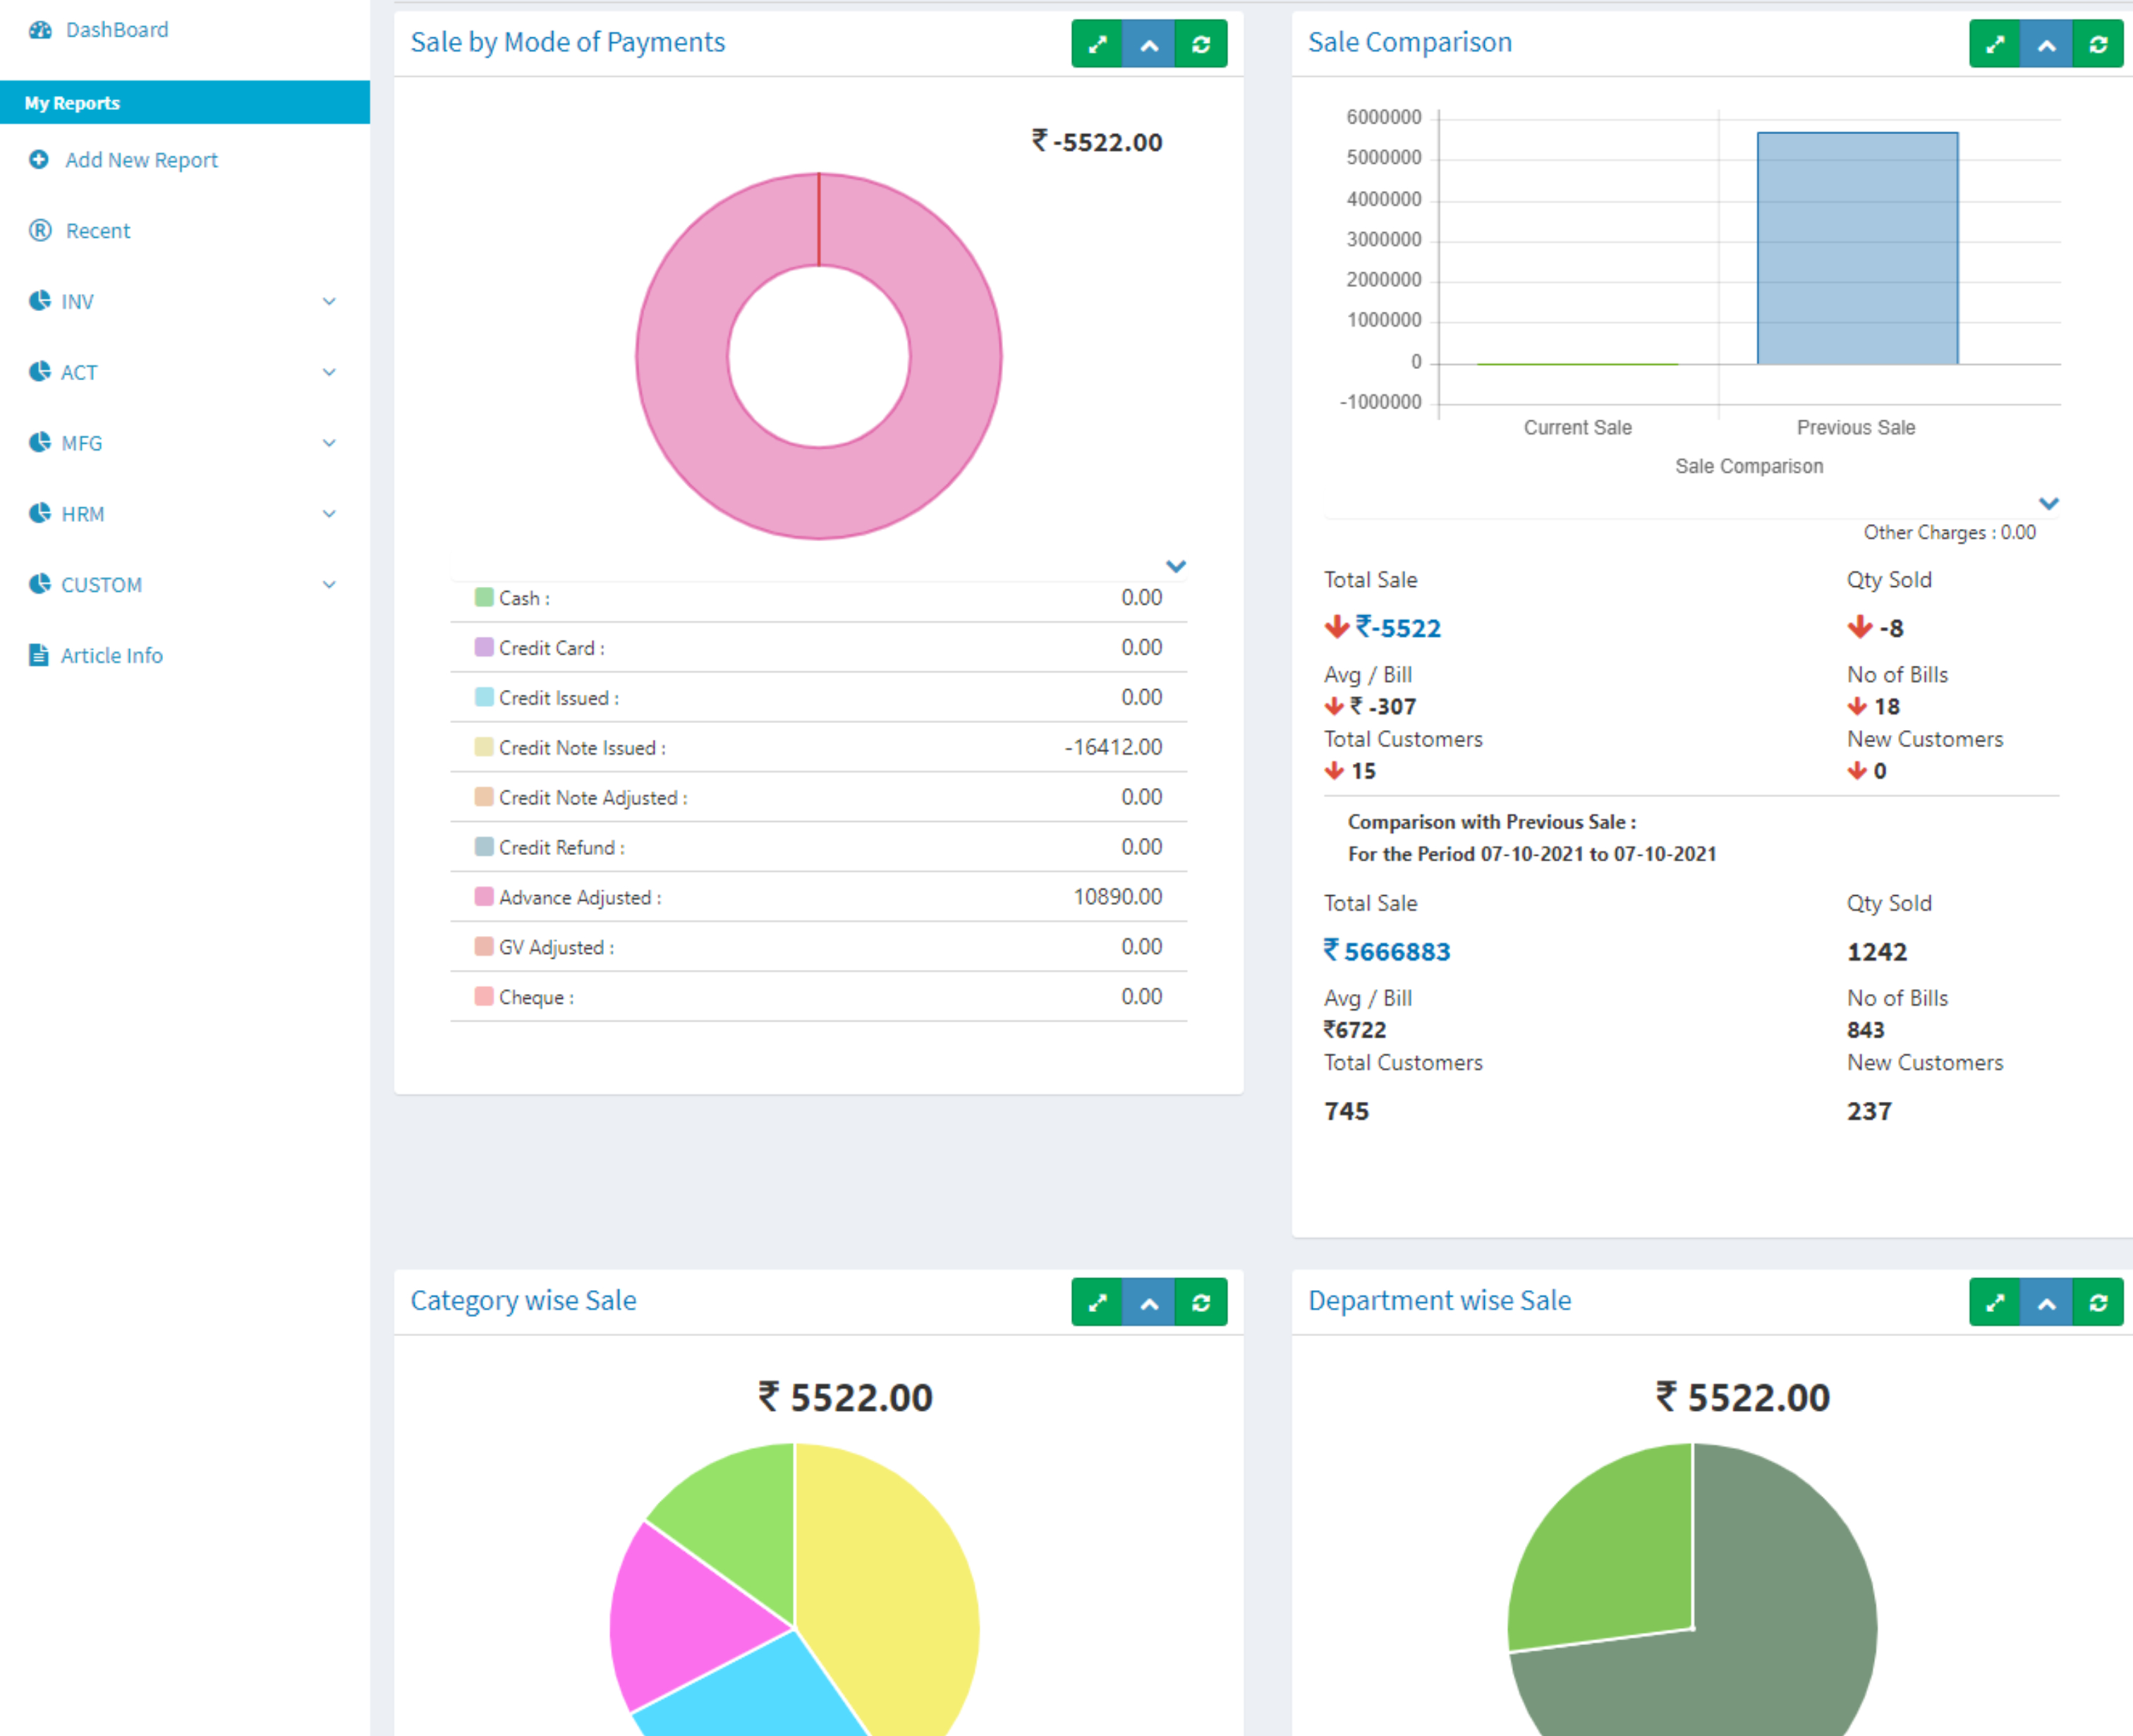 DashBoard
My Reports
Add New Report
Recent
INV
ACT
MFG
HRM
CUSTOM
Article Info
Sale by Mode of Payments
₹ -5522.00
Cash : 0.00
Credit Card : 0.00
Credit Issued : 0.00
Credit Note Issued : -16412.00
Credit Note Adjusted : 0.00
Credit Refund : 0.00
Advance Adjusted : 10890.00
GV Adjusted : 0.00
Cheque : 0.00
Sale Comparison
6000000
5000000
4000000
3000000
2000000
1000000
0
-1000000
Current Sale Previous Sale
Sale Comparison
Other Charges : 0.00
Total Sale Qty Sold
₹-5522 -8
Avg / Bill No of Bills
₹ -307 18
Total Customers New Customers
15 0
Comparison with Previous Sale :
For the Period 07-10-2021 to 07-10-2021
Total Sale Qty Sold
₹ 5666883 1242
Avg / Bill No of Bills
₹6722 843
Total Customers New Customers
745 237
Category wise Sale
₹ 5522.00
Department wise Sale
₹ 5522.00